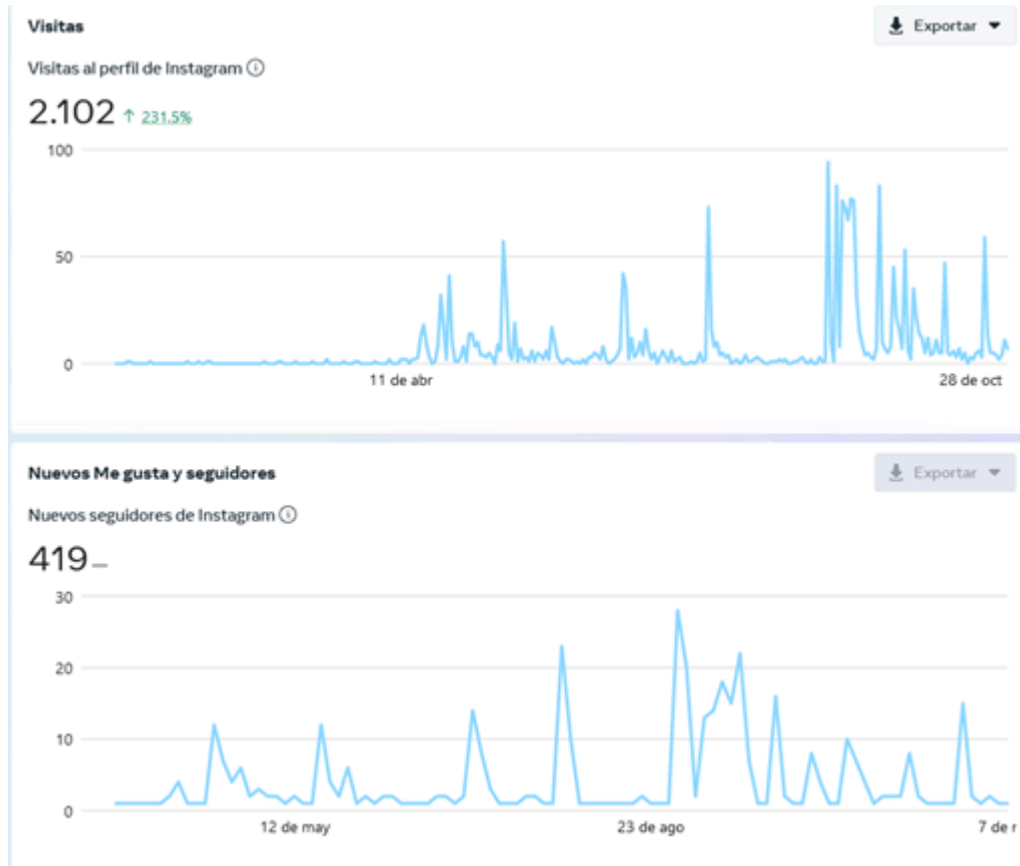 Visitas
Exportar
Visitas al perfil de Instagram
2.102 ↑ 231.5%
100
50
0
11 de abr
28 de oct
Nuevos Me gusta y seguidores
Exportar
Nuevos seguidores de Instagram
419 –
30
20
10
0
12 de may
23 de ago
7 de